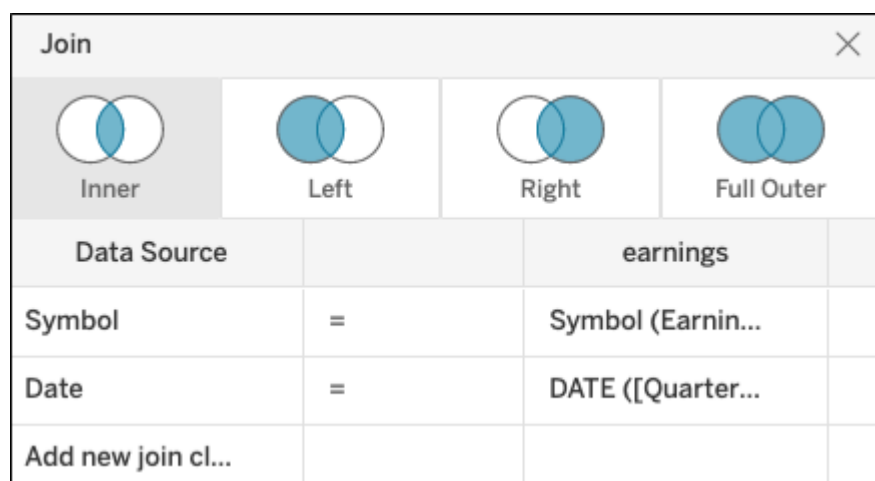 Join
Inner Left Right Full Outer
Data Source earnings
Symbol = Symbol (Earnin...
Date = DATE ([Quarter...
Add new join cl...